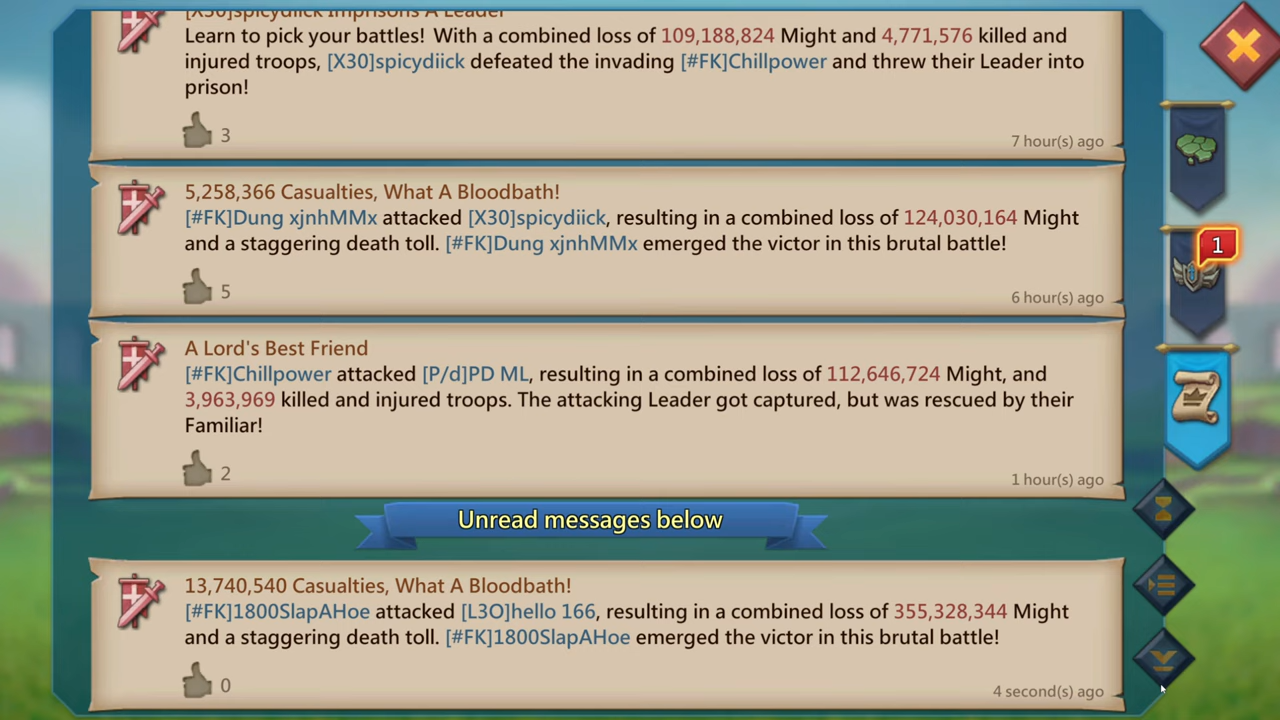 [X30]spicydiick Imprisons A Leader
Learn to pick your battles! With a combined loss of 109,188,824 Might and 4,771,576 killed and
injured troops, [X30]spicydiick defeated the invading [#FK]Chillpower and threw their Leader into
prison!
3
7 hour(s) ago
5,258,366 Casualties, What A Bloodbath!
[#FK]Dung xjnhMMx attacked [X30]spicydiick, resulting in a combined loss of 124,030,164 Might
and a staggering death toll. [#FK]Dung xjnhMMx emerged the victor in this brutal battle!
5
6 hour(s) ago
1
A Lord's Best Friend
[#FK]Chillpower attacked [P/d]PD ML, resulting in a combined loss of 112,646,724 Might, and
3,963,969 killed and injured troops. The attacking Leader got captured, but was rescued by their
Familiar!
2
1 hour(s) ago
Unread messages below
13,740,540 Casualties, What A Bloodbath!
[#FK]1800SlapAHoe attacked [L3O]hello 166, resulting in a combined loss of 355,328,344 Might
and a staggering death toll. [#FK]1800SlapAHoe emerged the victor in this brutal battle!
0
4 second(s) ago